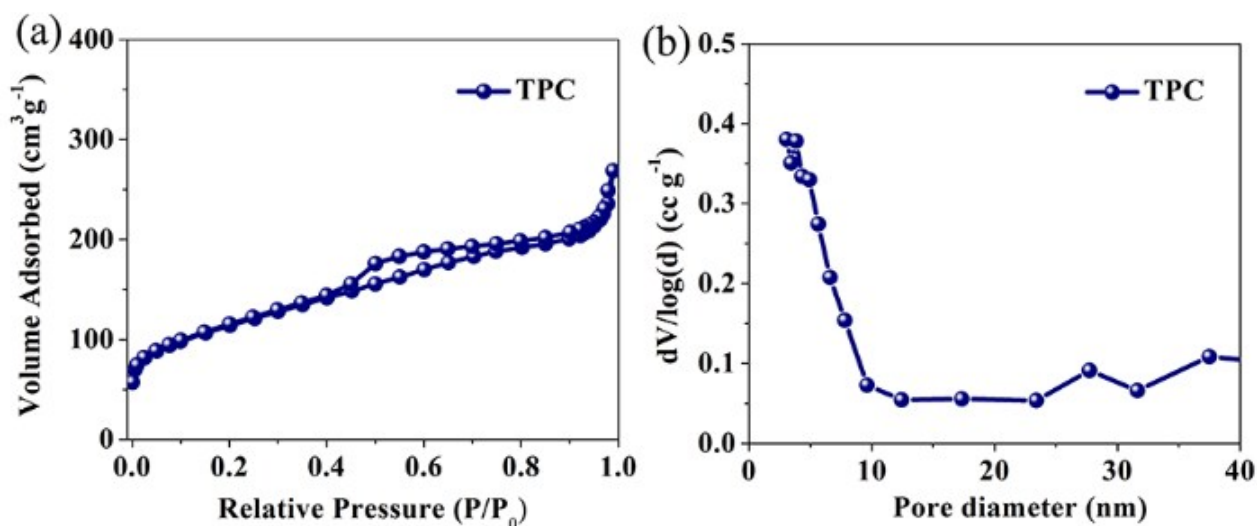 (a)
400
300
200
100
0
Volume Adsorbed (cm³g⁻¹)
TPC
0.0 0.2 0.4 0.6 0.8 1.0
Relative Pressure (P/P₀)
(b)
0.5
0.4
0.3
0.2
0.1
0.0
dV/log(d) (cc g⁻¹)
TPC
0 10 20 30 40
Pore diameter (nm)